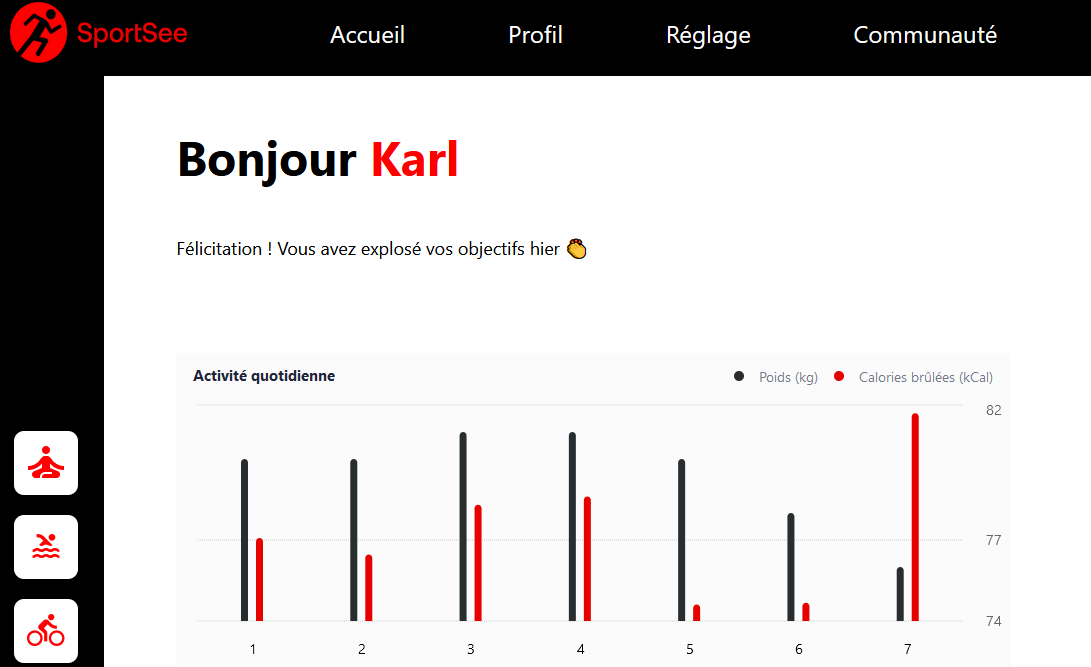 SportSee
Accueil Profil Réglage Communauté
Bonjour Karl
Félicitation ! Vous avez explosé vos objectifs hier 👏
Activité quotidienne
Poids (kg) Calories brûlées (kCal)
82
77
74
1 2 3 4 5 6 7